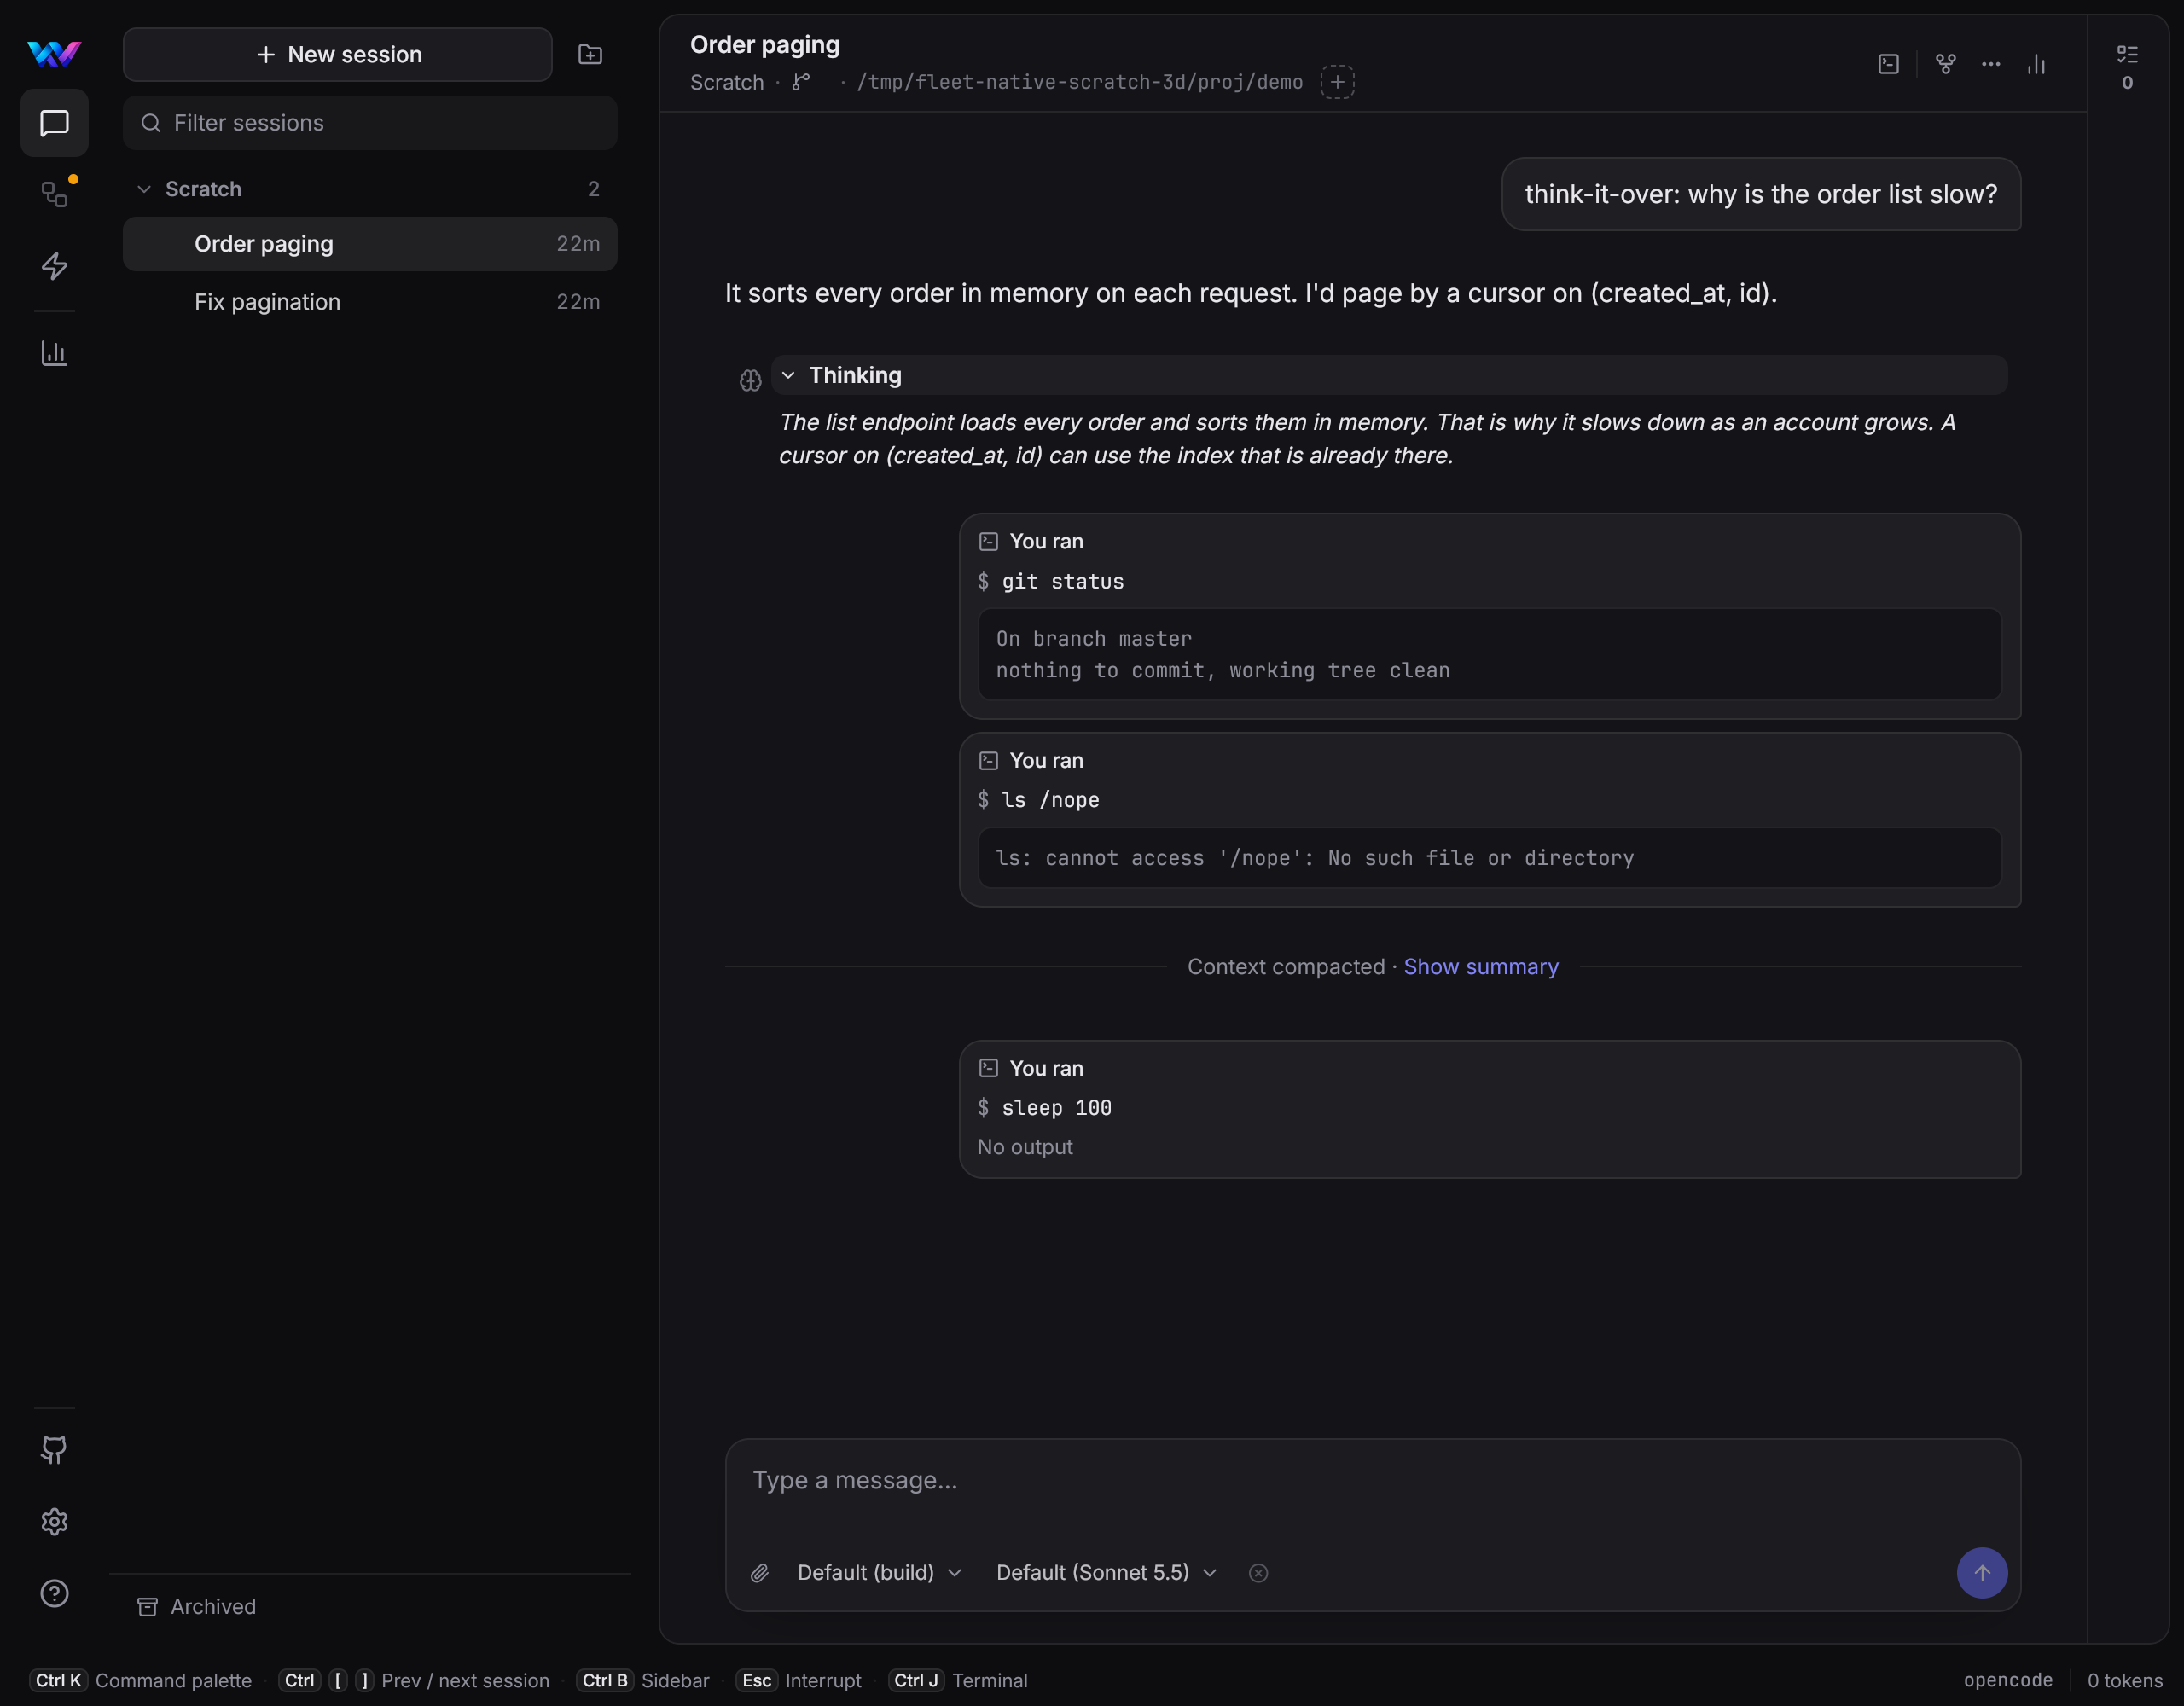 New session
Filter sessions
Scratch 2
Order paging 22m
Fix pagination 22m
Archived
Order paging
Scratch · · /tmp/fleet-native-scratch-3d/proj/demo
0
think-it-over: why is the order list slow?
It sorts every order in memory on each request. I'd page by a cursor on (created_at, id).
Thinking
The list endpoint loads every order and sorts them in memory. That is why it slows down as an account grows. A
cursor on (created_at, id) can use the index that is already there.
You ran
$ git status
On branch master
nothing to commit, working tree clean
You ran
$ ls /nope
ls: cannot access '/nope': No such file or directory
Context compacted · Show summary
You ran
$ sleep 100
No output
Type a message...
Default (build) Default (Sonnet 5.5)
Ctrl K Command palette · Ctrl [ ] Prev / next session · Ctrl B Sidebar · Esc Interrupt · Ctrl J Terminal opencode 0 tokens